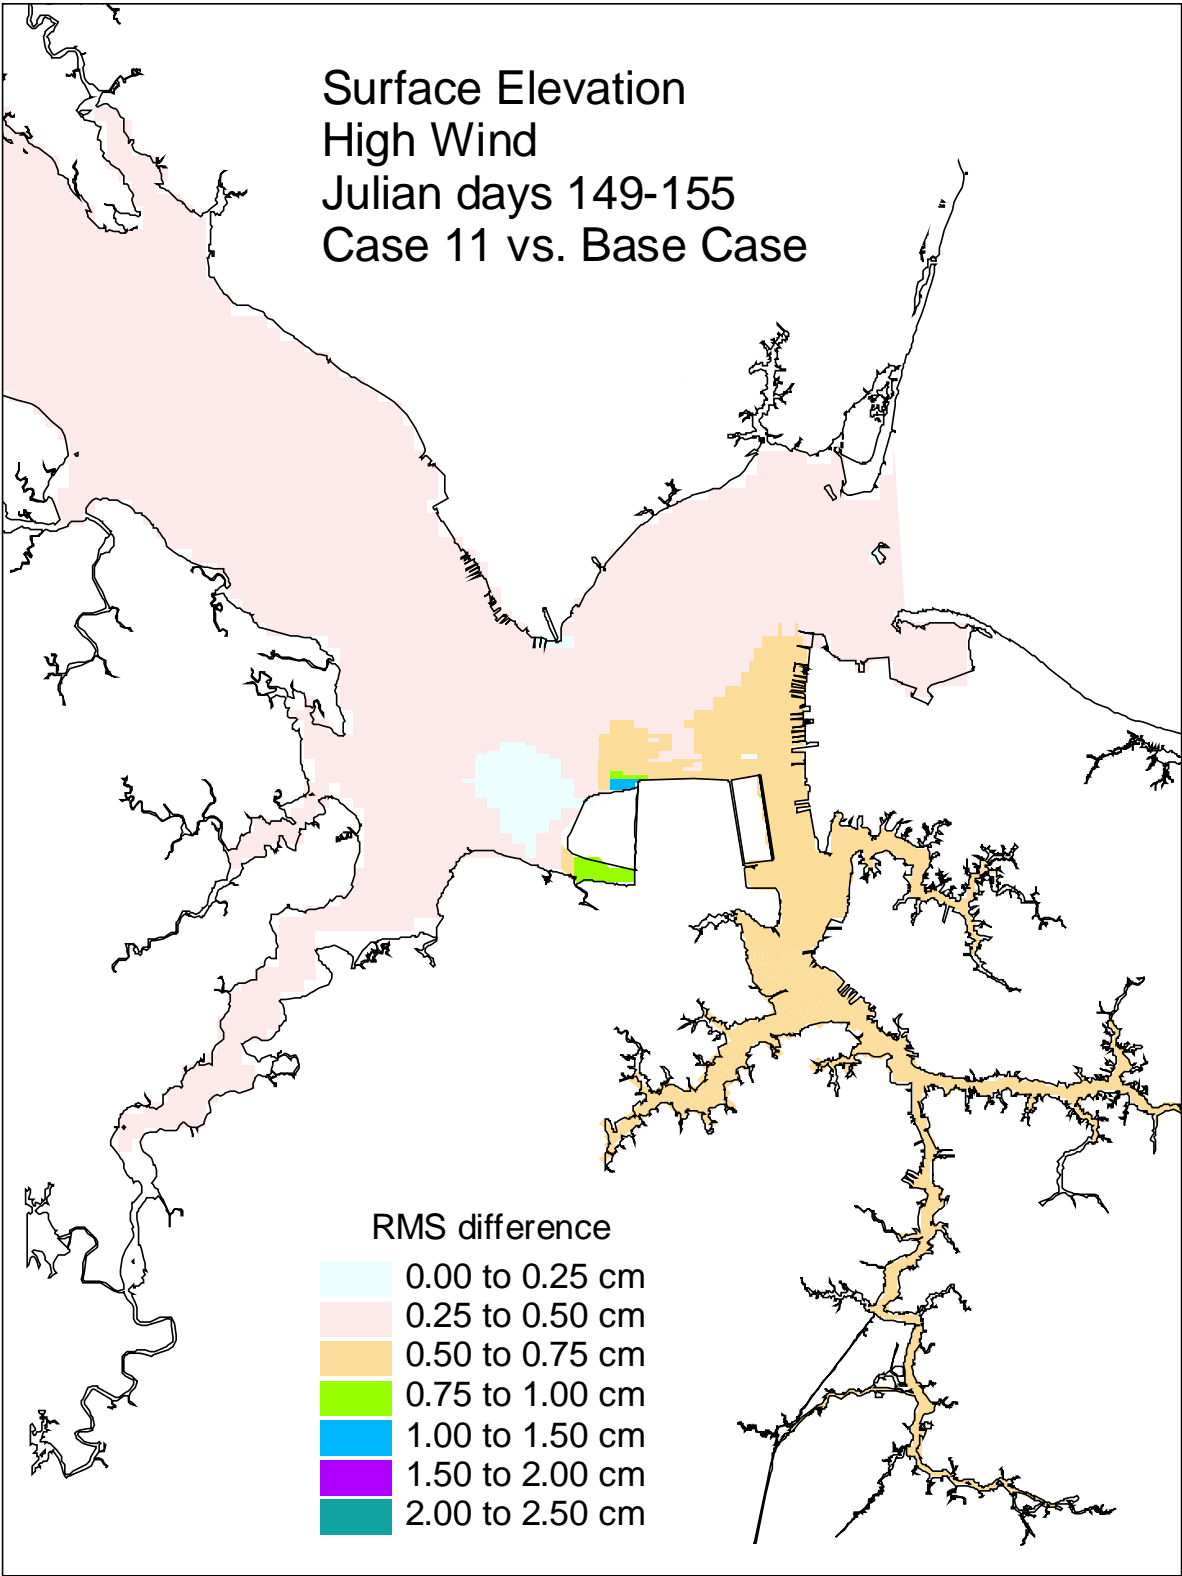 Surface Elevation
High Wind
Julian days 149-155
Case 11 vs. Base Case
RMS difference
0.00 to 0.25 cm
0.25 to 0.50 cm
0.50 to 0.75 cm
0.75 to 1.00 cm
1.00 to 1.50 cm
1.50 to 2.00 cm
2.00 to 2.50 cm